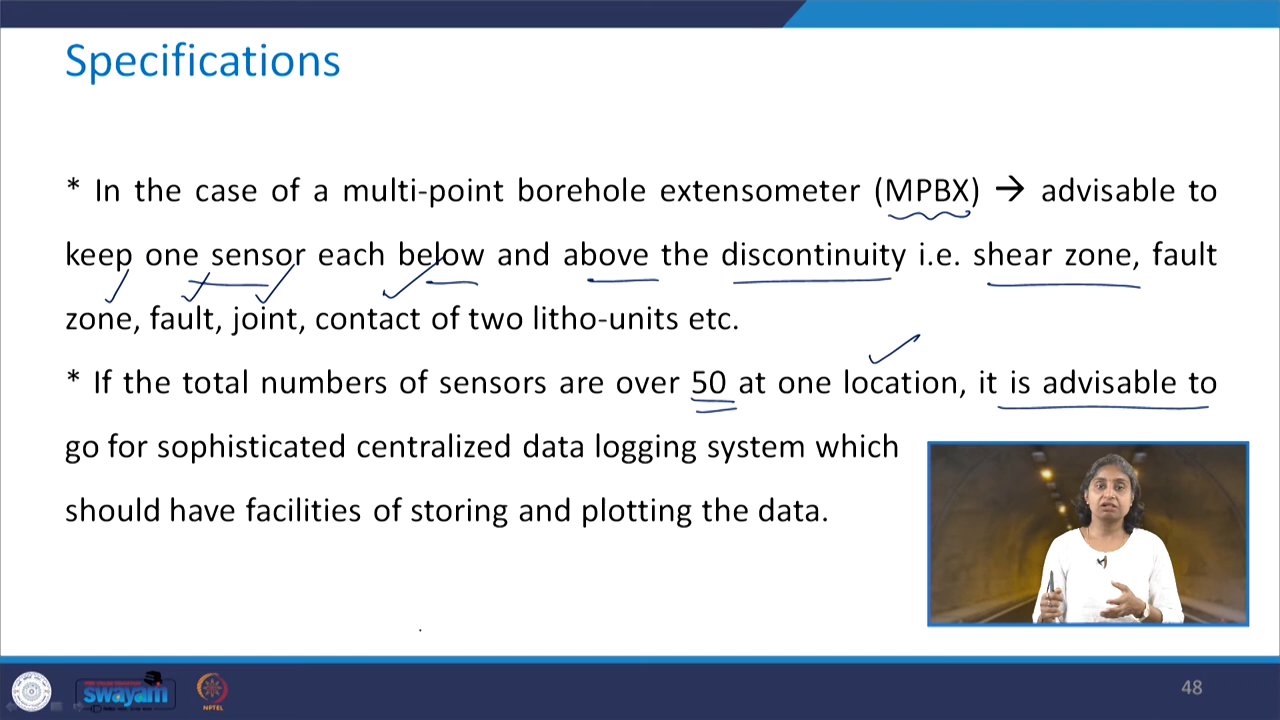 Specifications
* In the case of a multi-point borehole extensometer (MPBX) → advisable to
keep one sensor each below and above the discontinuity i.e. shear zone, fault
zone, fault, joint, contact of two litho-units etc.
* If the total numbers of sensors are over 50 at one location, it is advisable to
go for sophisticated centralized data logging system which
should have facilities of storing and plotting the data.
swayam
NPTEL
48